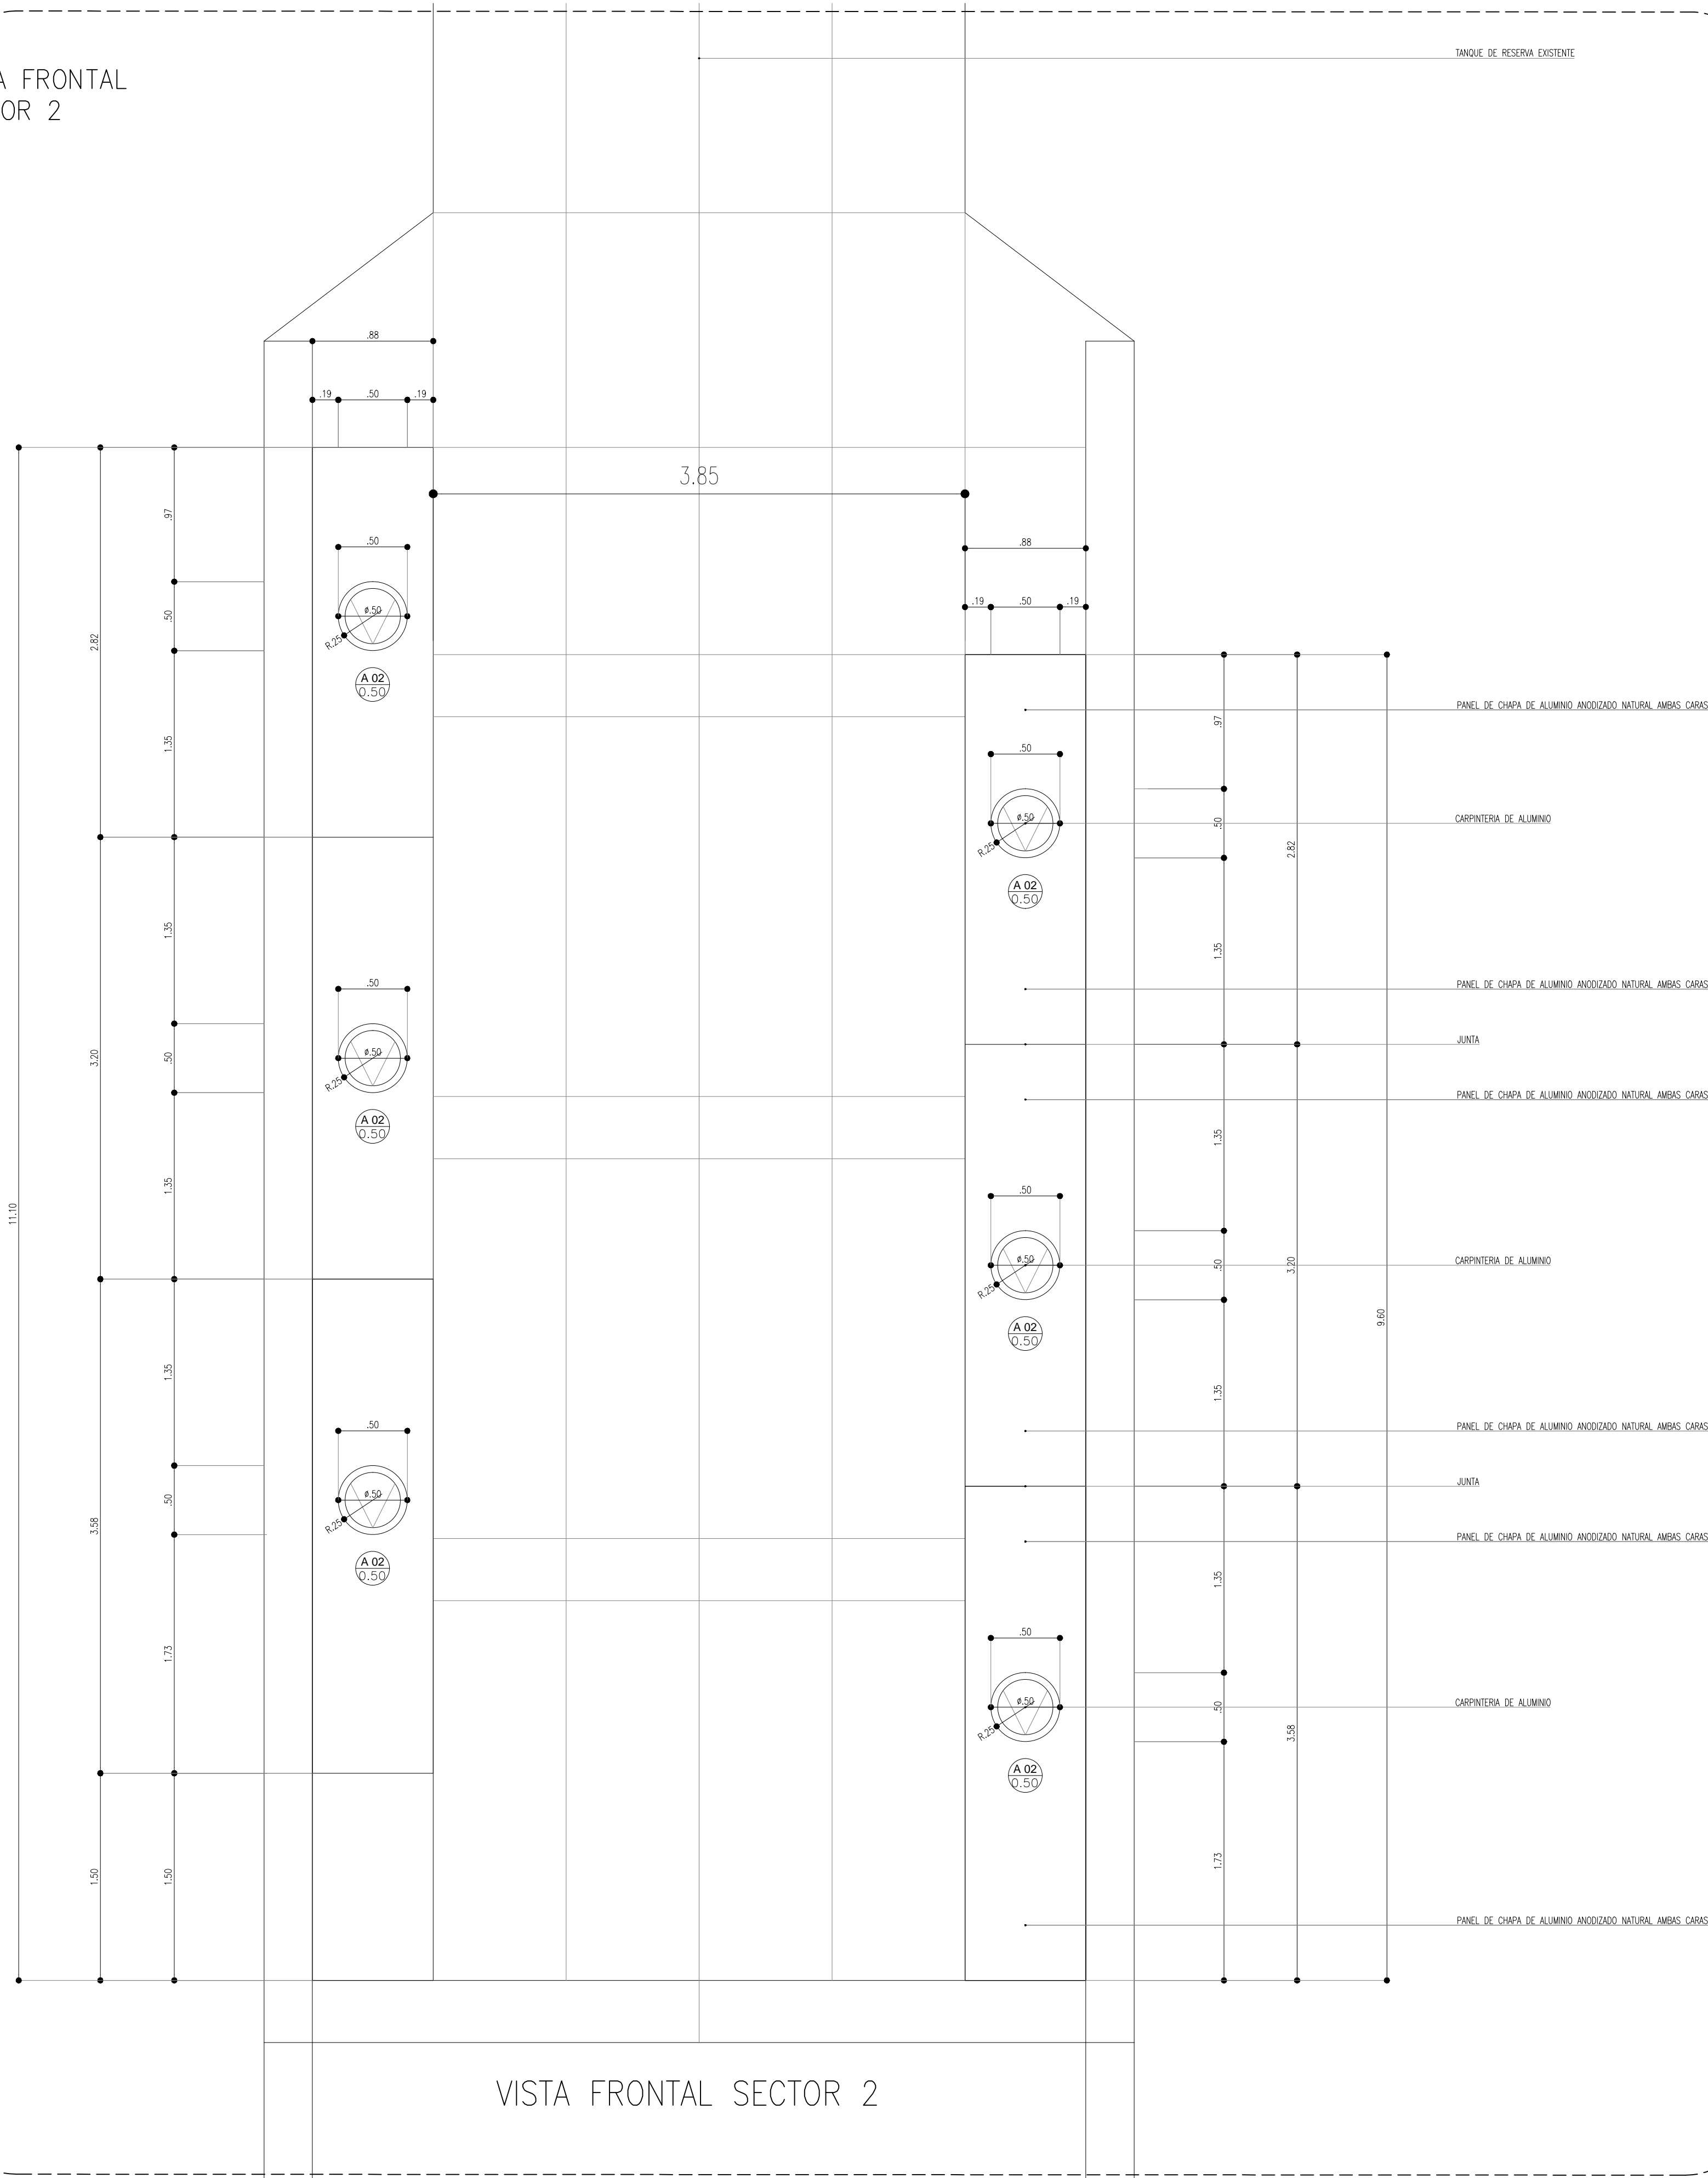 TANQUE DE RESERVA EXISTENTE
A FRONTAL
OR 2
.88
.19 .50 .19
3.85
.97
.50
.88
ø.50
.50
R.25
.19 .50 .19
2.82
A 02
0.50
PANEL DE CHAPA DE ALUMINIO ANODIZADO NATURAL AMBAS CARAS
.97
1.35
.50
ø.50
.50
CARPINTERIA DE ALUMINIO
R.25
2.82
A 02
0.50
1.35
1.35
.50
PANEL DE CHAPA DE ALUMINIO ANODIZADO NATURAL AMBAS CARAS
JUNTA
3.20
.50
ø.50
R.25
PANEL DE CHAPA DE ALUMINIO ANODIZADO NATURAL AMBAS CARAS
A 02
0.50
1.35
1.35
.50
11.10
ø.50
.50
3.20
CARPINTERIA DE ALUMINIO
R.25
9.60
A 02
0.50
1.35
1.35
.50
PANEL DE CHAPA DE ALUMINIO ANODIZADO NATURAL AMBAS CARAS
JUNTA
ø.50
.50
3.58
R.25
PANEL DE CHAPA DE ALUMINIO ANODIZADO NATURAL AMBAS CARAS
A 02
0.50
1.35
.50
1.73
ø.50
.50
CARPINTERIA DE ALUMINIO
R.25
3.58
A 02
0.50
1.73
1.50
1.50
PANEL DE CHAPA DE ALUMINIO ANODIZADO NATURAL AMBAS CARAS
VISTA FRONTAL SECTOR 2